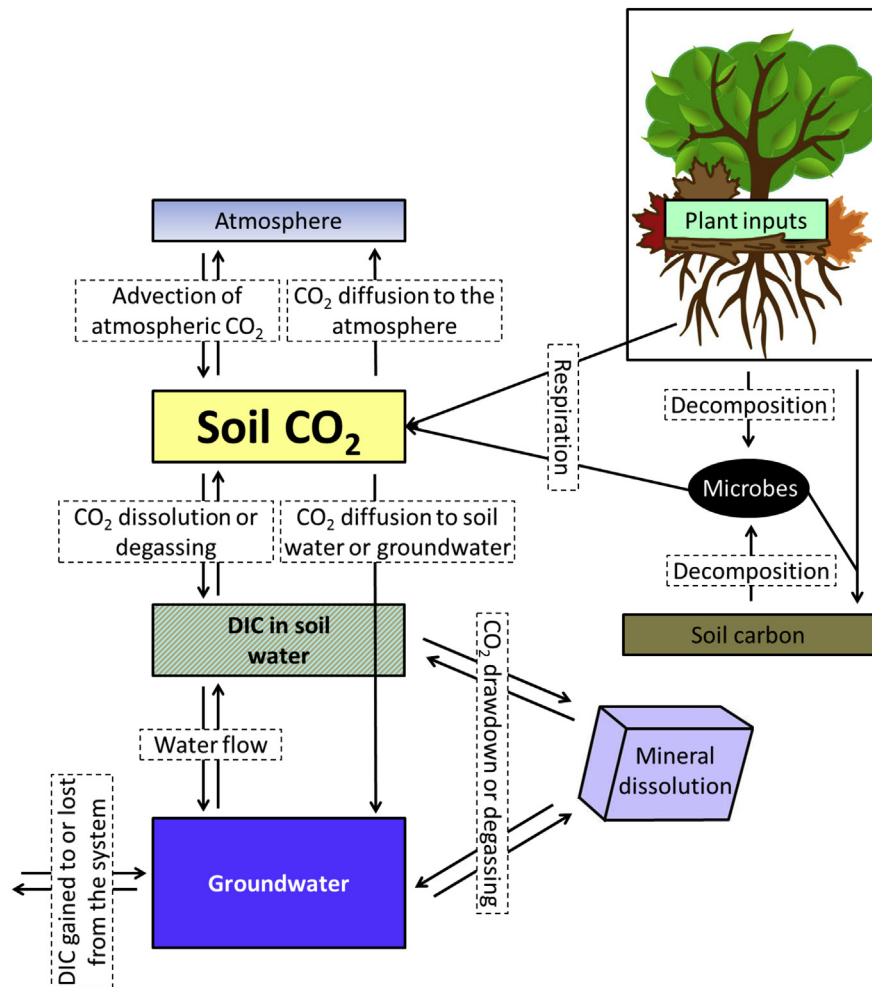 Atmosphere
Plant inputs
Advection of
atmospheric CO₂
CO₂ diffusion to the
atmosphere
Respiration
Soil CO₂
Decomposition
Microbes
CO₂ dissolution or
degassing
CO₂ diffusion to soil
water or groundwater
Decomposition
DIC in soil
water
Soil carbon
CO₂ drawdown or degassing
Water flow
Mineral
dissolution
DIC gained to or lost
from the system
Groundwater